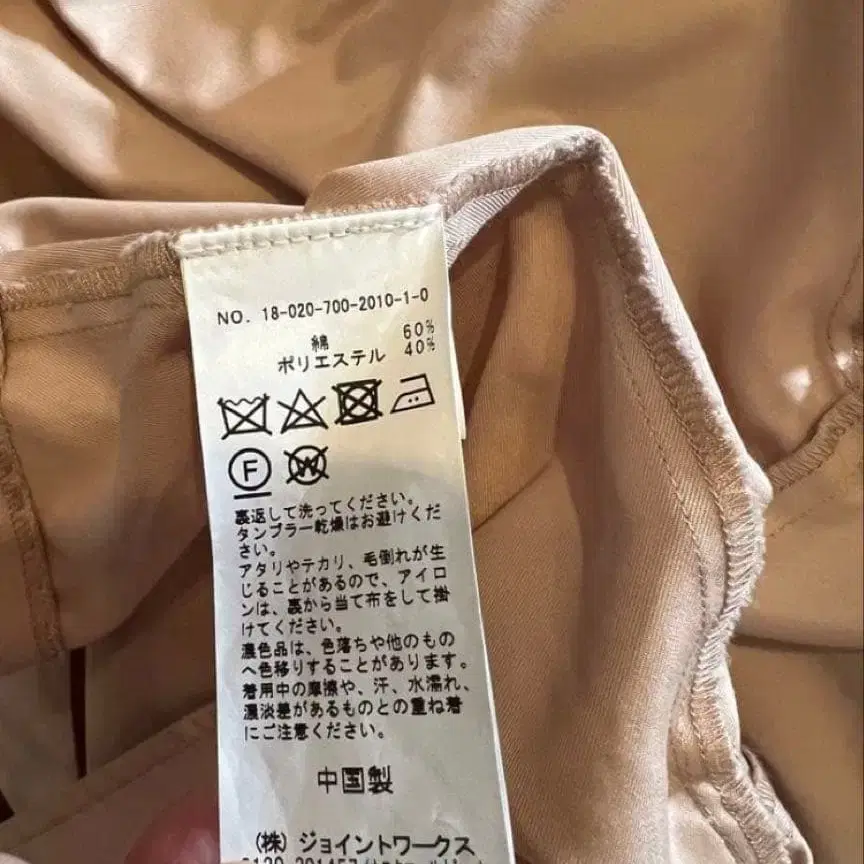 NO. 18-020-700-2010-1-0
綿 60%
ポリエステル 40%
F W
裏返して洗ってください。
タンブラー乾燥はお避けくだ
さい。
アタリやテカリ、毛倒れが生
じることがあるので、アイロ
ンは、裏から当て布をして掛
けてください。
濃色品は、色落ちや他のもの
へ色移りすることがあります。
着用中の摩擦や、汗、水濡れ、
濃淡差があるものとの重ね着
にご注意ください。
中国製
(株)ジョイントワークス